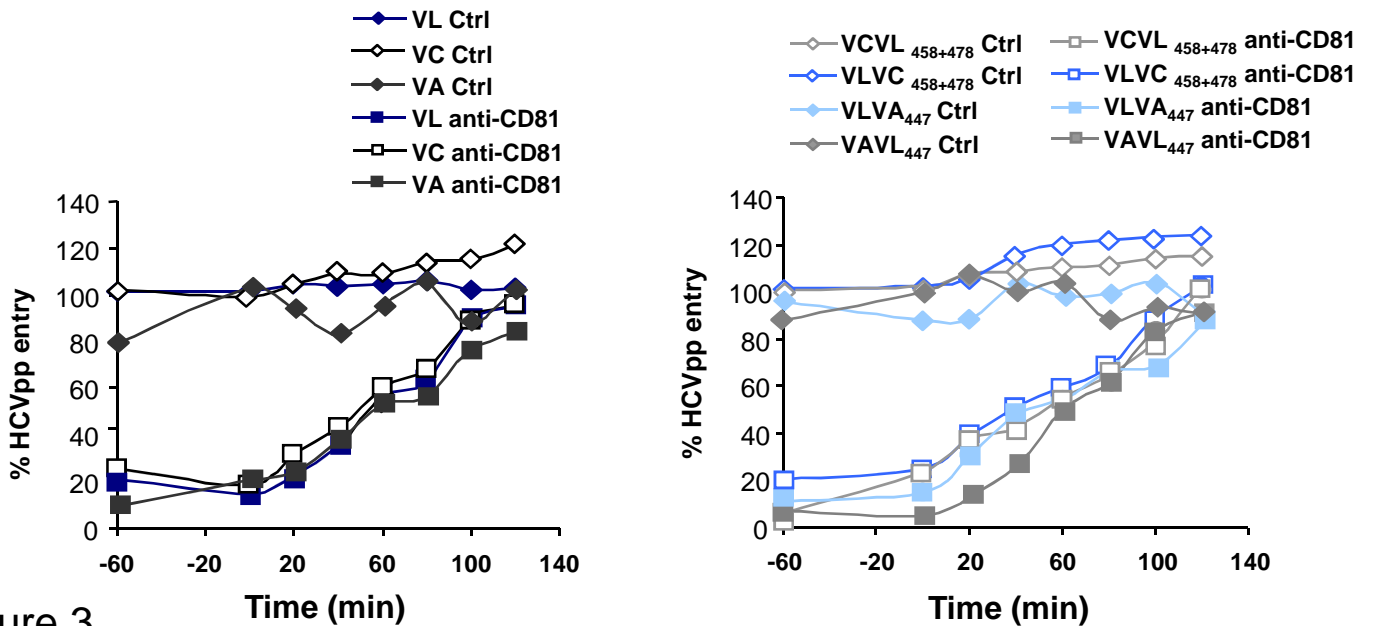 VL Ctrl
VC Ctrl
VA Ctrl
VL anti-CD81
VC anti-CD81
VA anti-CD81
% HCVpp entry
140
120
100
80
60
40
20
0
-60
-20
20
60
100
140
Time (min)
VCVL 458+478 Ctrl
VLVC 458+478 Ctrl
VLVA447 Ctrl
VAVL447 Ctrl
VCVL 458+478 anti-CD81
VLVC 458+478 anti-CD81
VLVA447 anti-CD81
VAVL447 anti-CD81
% HCVpp entry
140
120
100
80
60
40
20
0
-60
-20
20
60
100
140
Time (min)
ure 3